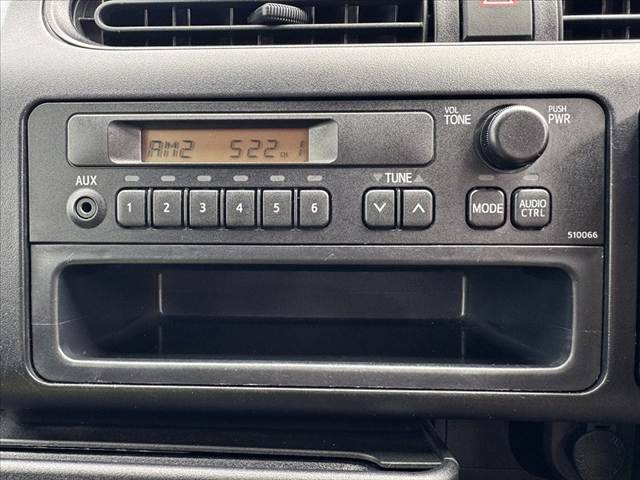 VOL
TONE
PUSH
PWR
AM2 522 CH 1
AUX
▼ TUNE ▲
1 2 3 4 5 6
MODE
AUDIO
CTRL
510066